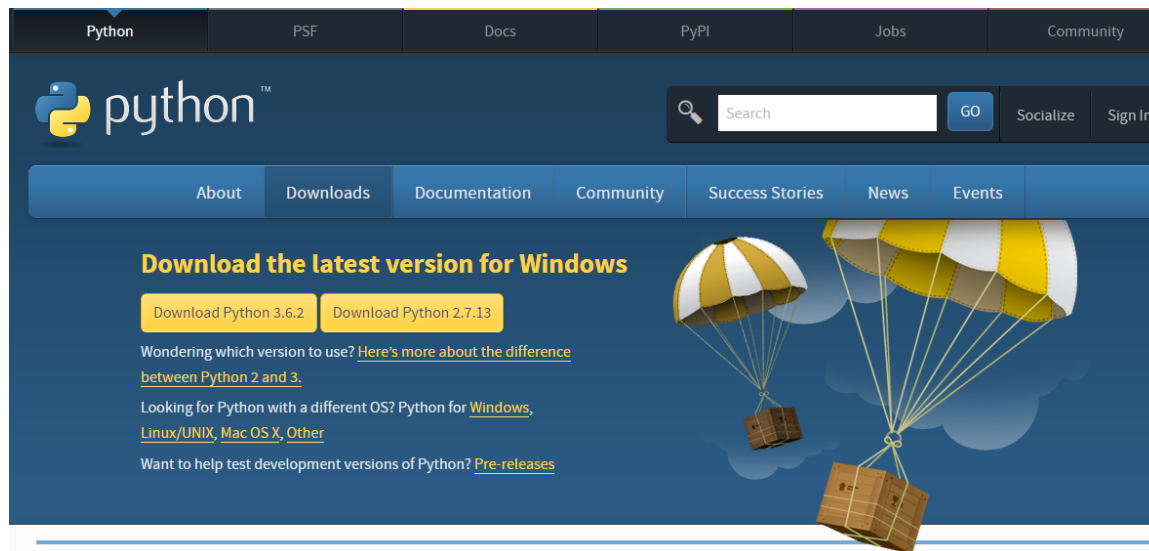 Python PSF Docs PyPI Jobs Community
python™
Search GO Socialize Sign In
About Downloads Documentation Community Success Stories News Events
Download the latest version for Windows
Download Python 3.6.2 Download Python 2.7.13
Wondering which version to use? Here's more about the difference
between Python 2 and 3.
Looking for Python with a different OS? Python for Windows,
Linux/UNIX, Mac OS X, Other
Want to help test development versions of Python? Pre-releases